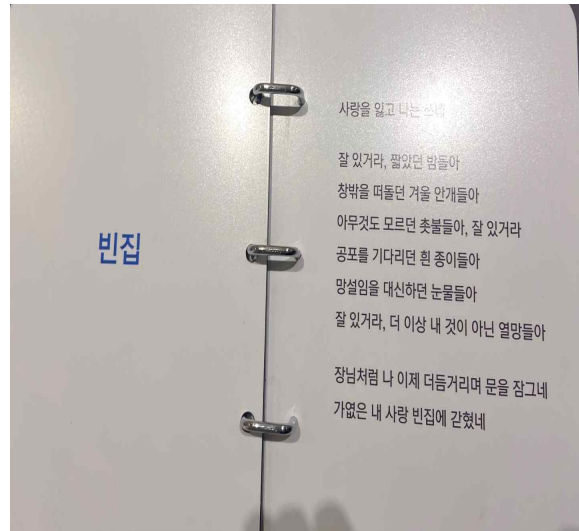 빈집
사랑을 잃고 나는 쓰네
잘 있거라, 짧았던 밤들아
창밖을 떠돌던 겨울 안개들아
아무것도 모르던 촛불들아, 잘 있거라
공포를 기다리던 흰 종이들아
망설임을 대신하던 눈물들아
잘 있거라, 더 이상 내 것이 아닌 열망들아
장님처럼 나 이제 더듬거리며 문을 잠그네
가엾은 내 사랑 빈집에 갇혔네